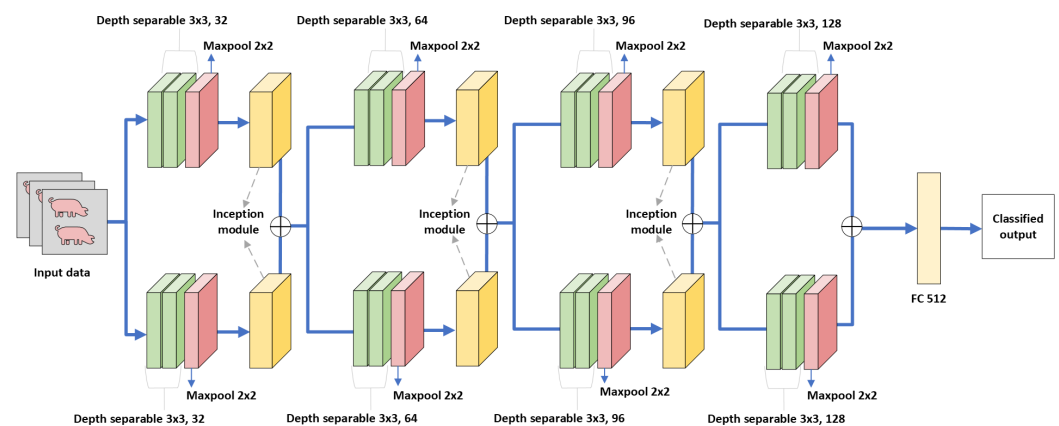 Depth separable 3x3, 32
Depth separable 3x3, 64
Depth separable 3x3, 96
Depth separable 3x3, 128
Maxpool 2x2
Maxpool 2x2
Maxpool 2x2
Maxpool 2x2
Inception
module
Inception
module
Inception
module
Input data
Classified
output
FC 512
Maxpool 2x2
Maxpool 2x2
Maxpool 2x2
Maxpool 2x2
Depth separable 3x3, 32
Depth separable 3x3, 64
Depth separable 3x3, 96
Depth separable 3x3, 128